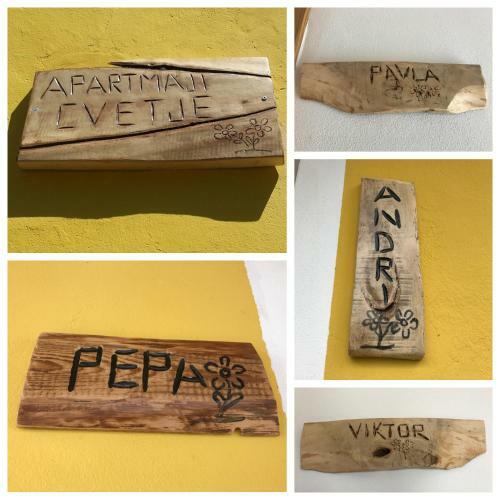 APARTMAJI
CVETJE
PAVLA
ANDRI
PEPA
VIKTOR